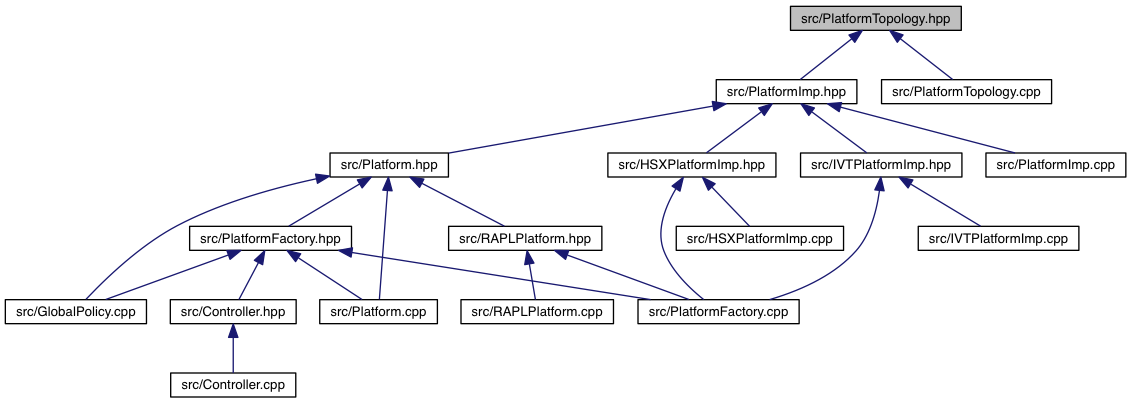 src/PlatformTopology.hpp
src/PlatformImp.hpp
src/PlatformTopology.cpp
src/Platform.hpp
src/HSXPlatformImp.hpp
src/IVTPlatformImp.hpp
src/PlatformImp.cpp
src/PlatformFactory.hpp
src/RAPLPlatform.hpp
src/HSXPlatformImp.cpp
src/IVTPlatformImp.cpp
src/GlobalPolicy.cpp
src/Controller.hpp
src/Platform.cpp
src/RAPLPlatform.cpp
src/PlatformFactory.cpp
src/Controller.cpp